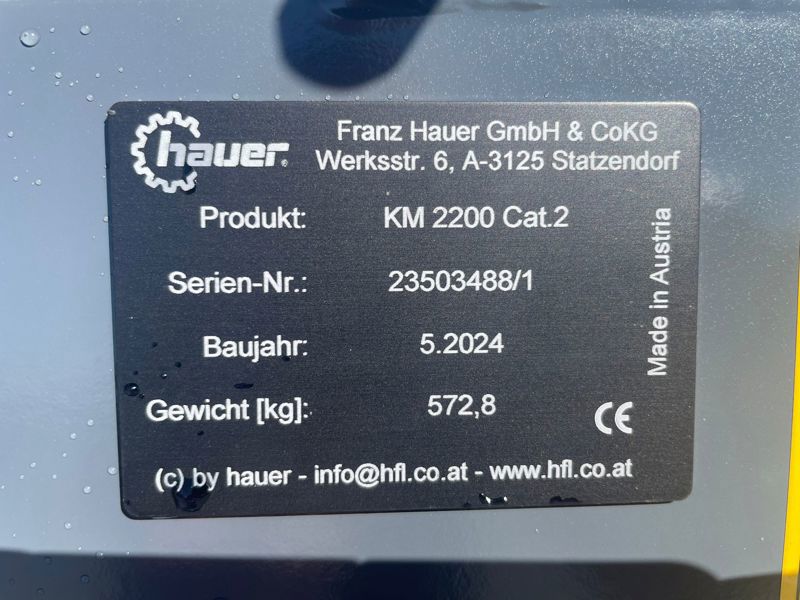 hauer®
Franz Hauer GmbH & CoKG
Werksstr. 6, A-3125 Statzendorf
Produkt: KM 2200 Cat.2
Serien-Nr.: 23503488/1
Baujahr: 5.2024
Gewicht [kg]: 572,8
Made in Austria
CE
(c) by hauer - info@hfl.co.at - www.hfl.co.at